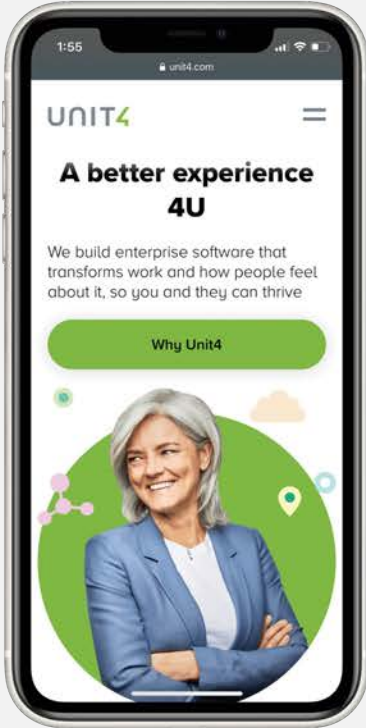 1:55
unit4.com
UNIT4
A better experience
4U
We build enterprise software that
transforms work and how people feel
about it, so you and they can thrive
Why Unit4